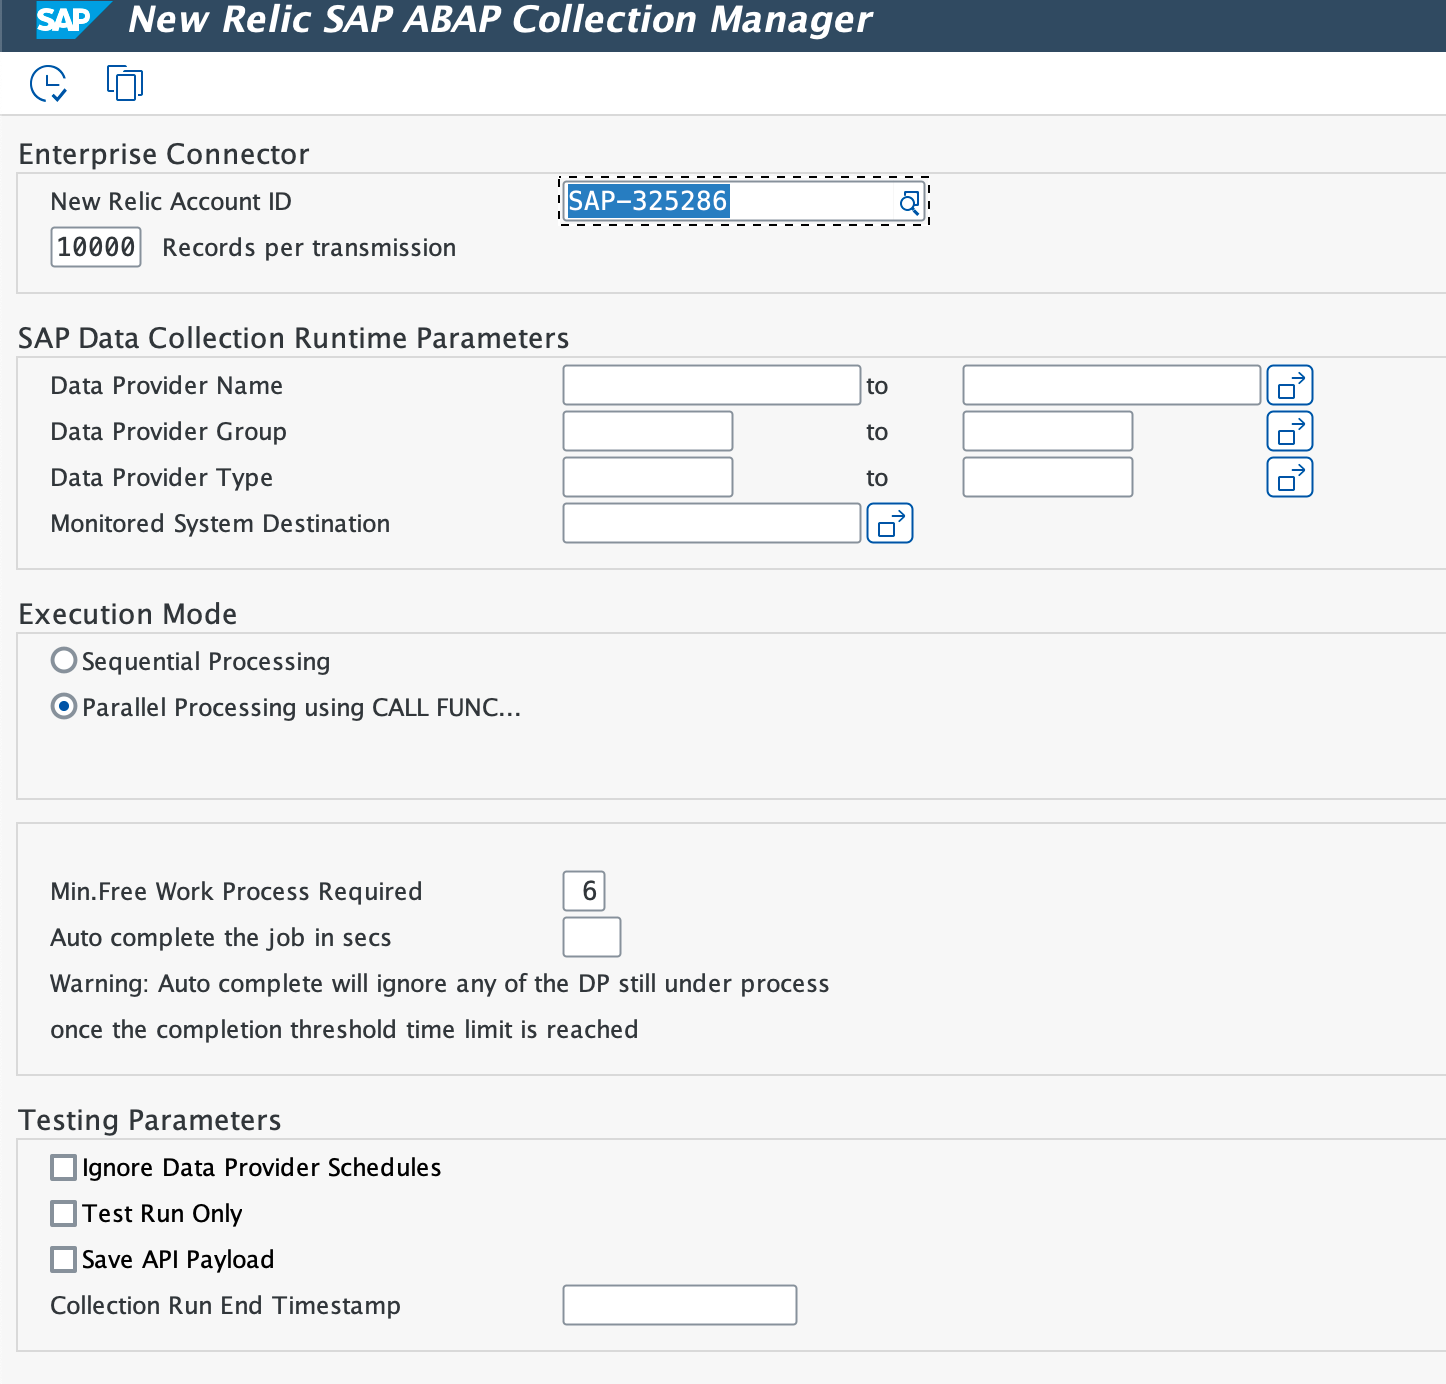 SAP New Relic SAP ABAP Collection Manager
Enterprise Connector
New Relic Account ID SAP-325286
10000 Records per transmission
SAP Data Collection Runtime Parameters
Data Provider Name to
Data Provider Group to
Data Provider Type to
Monitored System Destination
Execution Mode
Sequential Processing
Parallel Processing using CALL FUNC...
Min.Free Work Process Required 6
Auto complete the job in secs
Warning: Auto complete will ignore any of the DP still under process
once the completion threshold time limit is reached
Testing Parameters
Ignore Data Provider Schedules
Test Run Only
Save API Payload
Collection Run End Timestamp